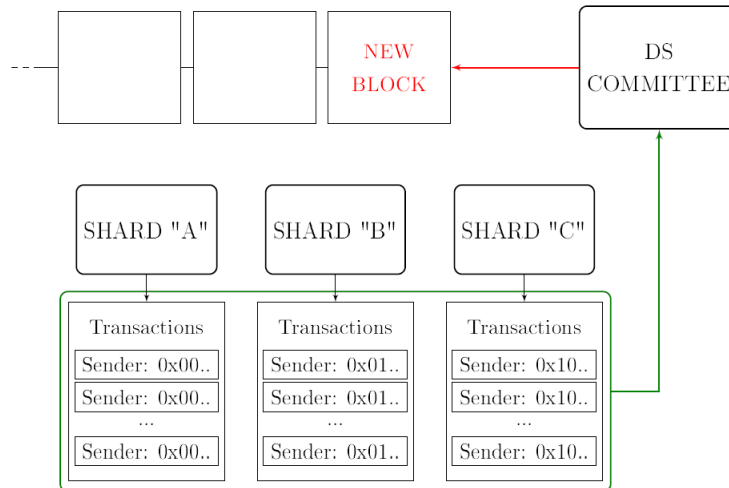 NEW
BLOCK
DS
COMMITTEE
SHARD "A"
SHARD "B"
SHARD "C"
Transactions
Sender: 0x00..
Sender: 0x00..
...
Sender: 0x00..
Transactions
Sender: 0x01..
Sender: 0x01..
...
Sender: 0x01..
Transactions
Sender: 0x10..
Sender: 0x10..
...
Sender: 0x10..